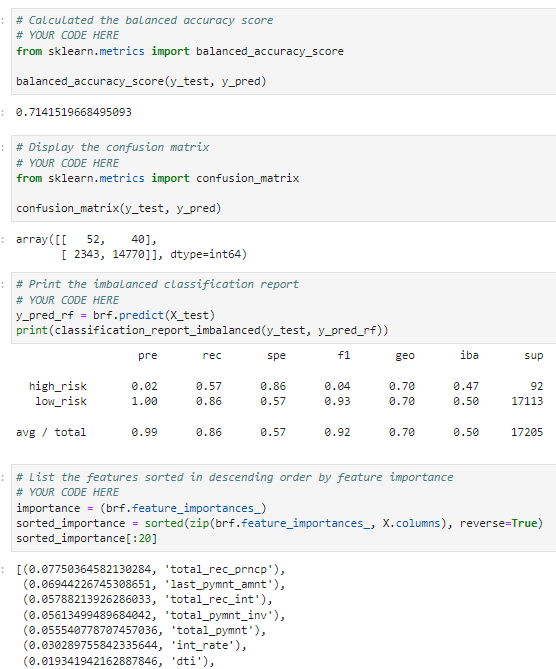 # Calculated the balanced accuracy score
# YOUR CODE HERE
from sklearn.metrics import balanced_accuracy_score
balanced_accuracy_score(y_test, y_pred)
0.7141519668495093
# Display the confusion matrix
# YOUR CODE HERE
from sklearn.metrics import confusion_matrix
confusion_matrix(y_test, y_pred)
array([[   52,    40],
       [ 2343, 14770]], dtype=int64)
# Print the imbalanced classification report
# YOUR CODE HERE
y_pred_rf = brf.predict(X_test)
print(classification_report_imbalanced(y_test, y_pred_rf))
pre rec spe f1 geo iba sup
high_risk 0.02 0.57 0.86 0.04 0.70 0.47 92
low_risk 1.00 0.86 0.57 0.93 0.70 0.50 17113
avg / total 0.99 0.86 0.57 0.92 0.70 0.50 17205
# List the features sorted in descending order by feature importance
# YOUR CODE HERE
importance = (brf.feature_importances_)
sorted_importance = sorted(zip(brf.feature_importances_, X.columns), reverse=True)
sorted_importance[:20]
[(0.07750364582130284, 'total_rec_prncp'),
(0.06944226745308651, 'last_pymnt_amnt'),
(0.05788213926286033, 'total_rec_int'),
(0.05613499489684042, 'total_pymnt_inv'),
(0.055540778707457036, 'total_pymnt'),
(0.030289755842335644, 'int_rate'),
(0.019341942162887846, 'dti'),